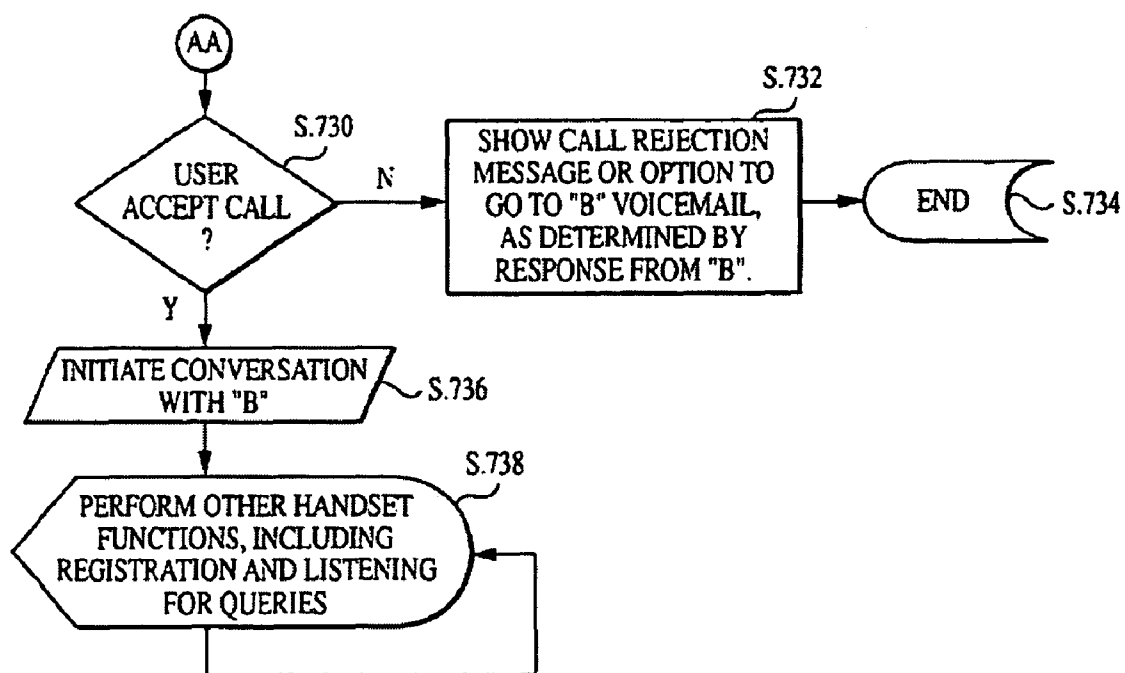 AA
S.730
USER
ACCEPT CALL
?
N
Y
S.732
SHOW CALL REJECTION
MESSAGE OR OPTION TO
GO TO "B" VOICEMAIL,
AS DETERMINED BY
RESPONSE FROM "B".
END
S.734
INITIATE CONVERSATION
WITH "B"
S.736
S.738
PERFORM OTHER HANDSET
FUNCTIONS, INCLUDING
REGISTRATION AND LISTENING
FOR QUERIES